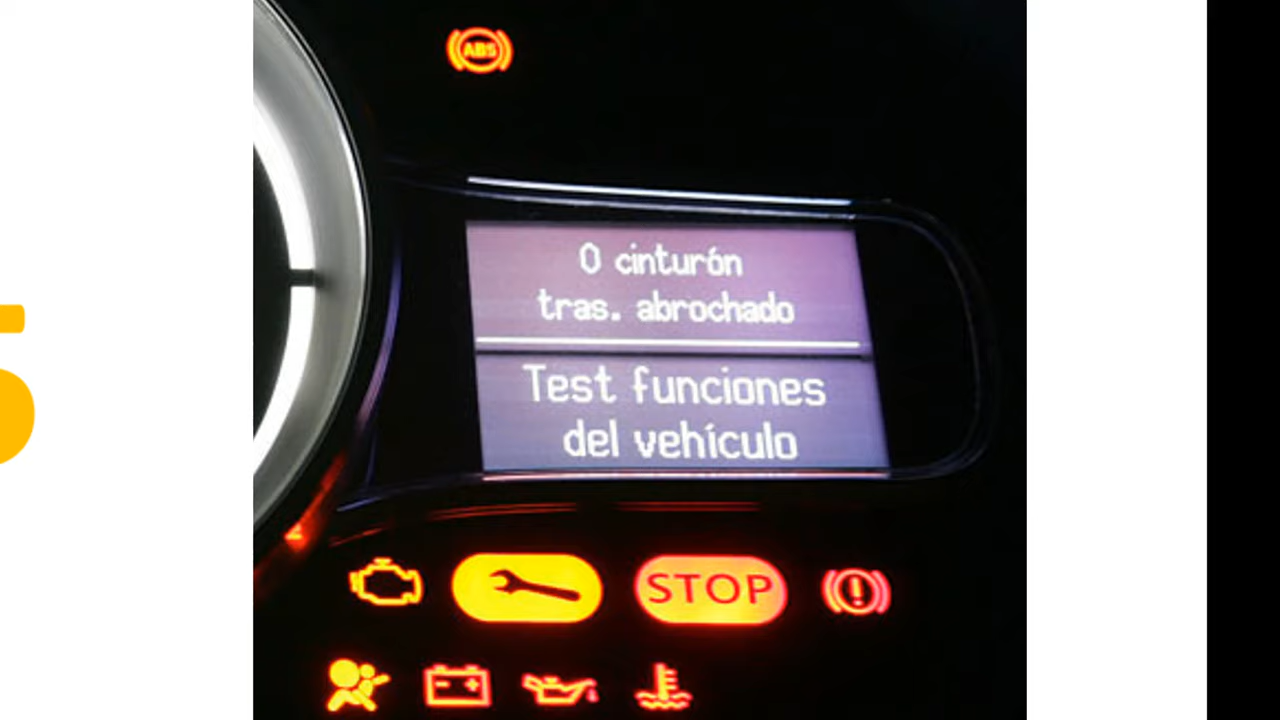 ABS
0 cinturón
tras. abrochado
Test funciones
del vehículo
STOP